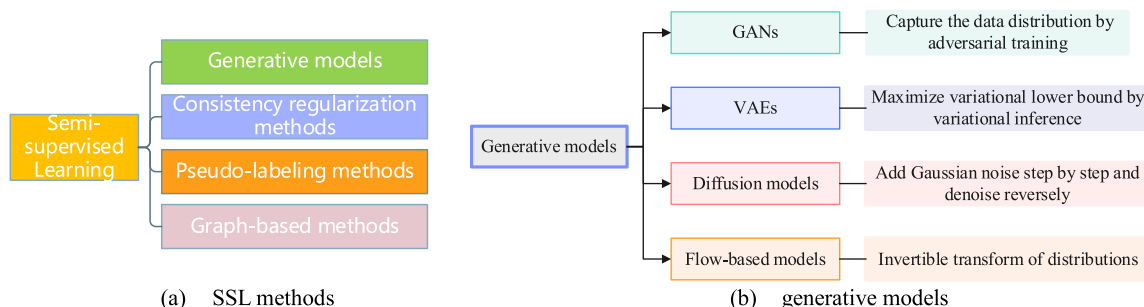 Semi-
supervised
Learning
Generative models
Consistency regularization
methods
Pseudo-labeling methods
Graph-based methods
(a) SSL methods
Generative models
GANs
Capture the data distribution by
adversarial training
VAEs
Maximize variational lower bound by
variational inference
Diffusion models
Add Gaussian noise step by step and
denoise reversely
Flow-based models
Invertible transform of distributions
(b) generative models